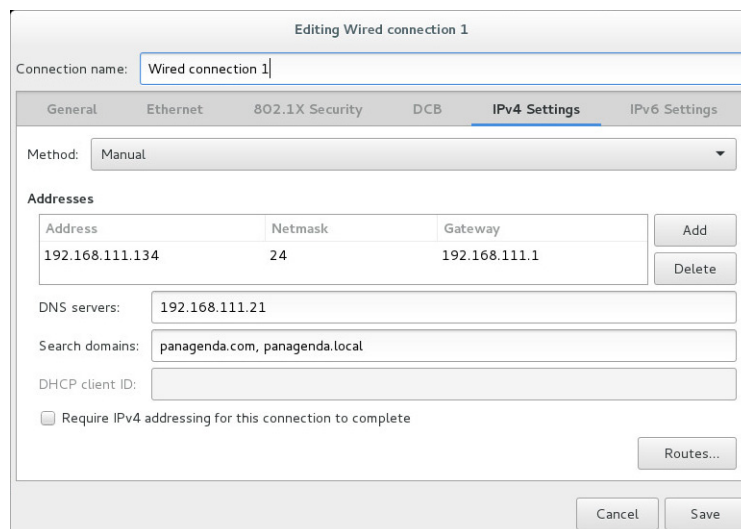 Editing Wired connection 1
Connection name: Wired connection 1
General Ethernet 802.1X Security DCB IPv4 Settings IPv6 Settings
Method: Manual
Addresses
Address Netmask Gateway
192.168.111.134 24 192.168.111.1
Add
Delete
DNS servers: 192.168.111.21
Search domains: panagenda.com, panagenda.local
DHCP client ID:
Require IPv4 addressing for this connection to complete
Routes...
Cancel Save